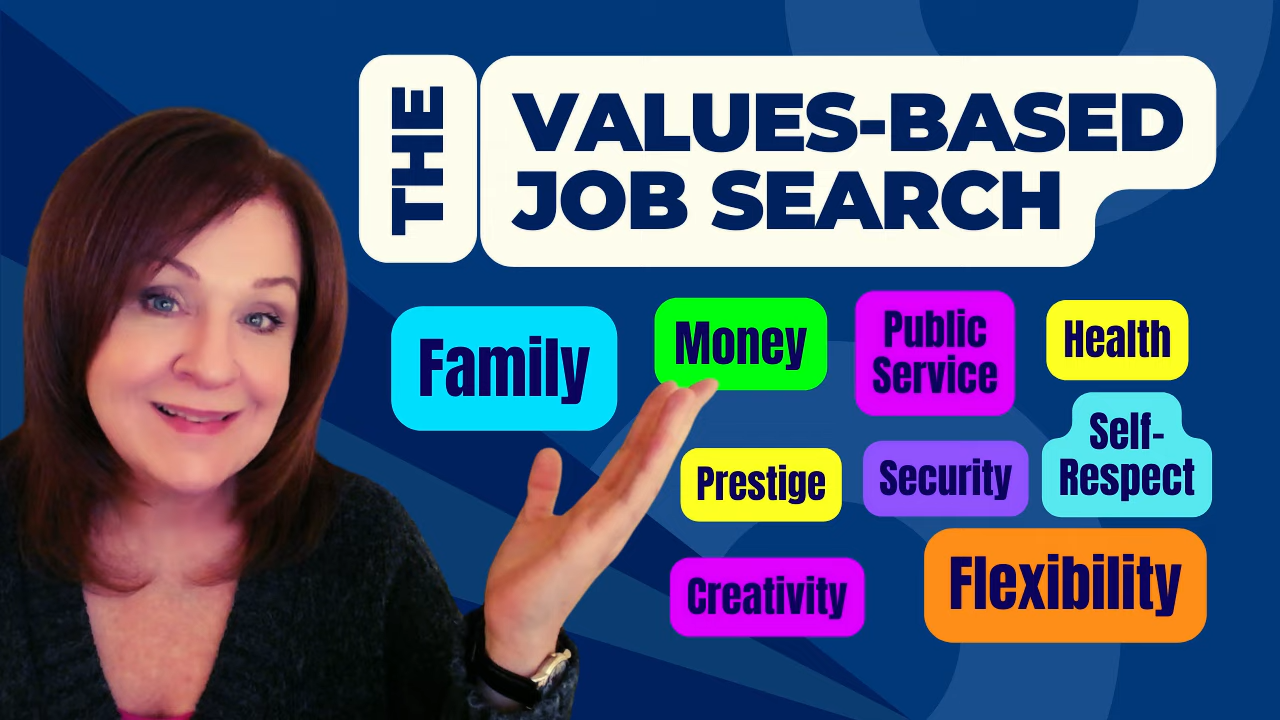 THE
VALUES-BASED
JOB SEARCH
Family
Money
Public
Service
Health
Prestige
Security
Self-
Respect
Creativity
Flexibility